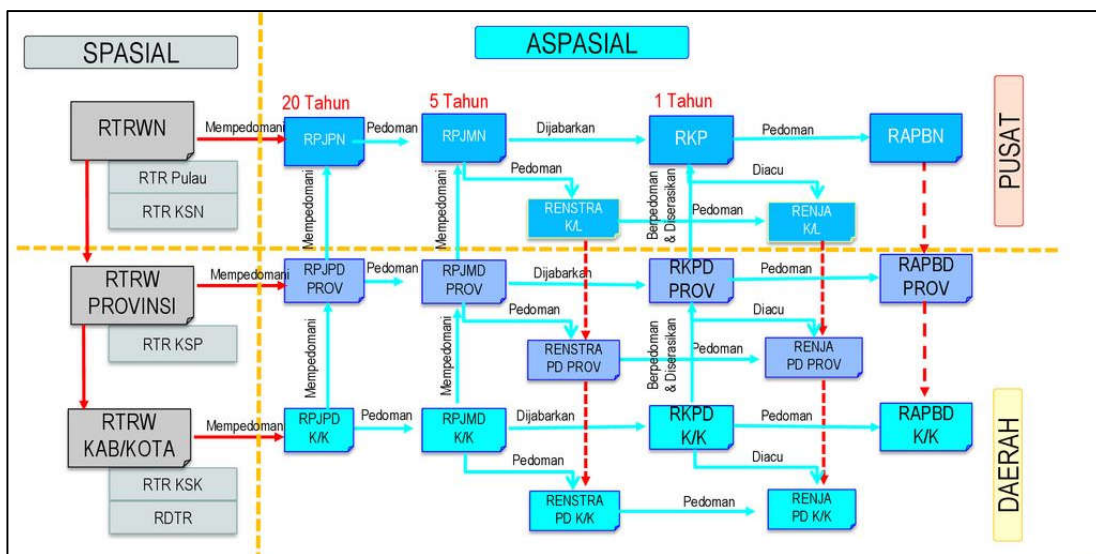 SPASIAL
ASPASIAL
20 Tahun
5 Tahun
1 Tahun
RTRWN
Mempedomani
RPJPN
Pedoman
RPJMN
Dijabarkan
RKP
Pedoman
RAPBN
PUSAT
RTR Pulau
RTR KSN
Mempedomani
Mempedomani
Pedoman
RENSTRA
K/L
Pedoman
Berpedoman
& Diserasikan
Diacu
RENJA
K/L
RTRW
PROVINSI
Mempedomani
RPJPD
PROV
Pedoman
RPJMD
PROV
Dijabarkan
RKPD
PROV
Pedoman
RAPBD
PROV
RTR KSP
Mempedomani
Mempedomani
Pedoman
RENSTRA
PD PROV
Pedoman
Berpedoman
& Diserasikan
Diacu
RENJA
PD PROV
RTRW
KAB/KOTA
Mempedomani
RPJPD
K/K
Pedoman
RPJMD
K/K
Dijabarkan
RKPD
K/K
Pedoman
RAPBD
K/K
DAERAH
RTR KSK
RDTR
Pedoman
RENSTRA
PD K/K
Pedoman
Diacu
RENJA
PD K/K